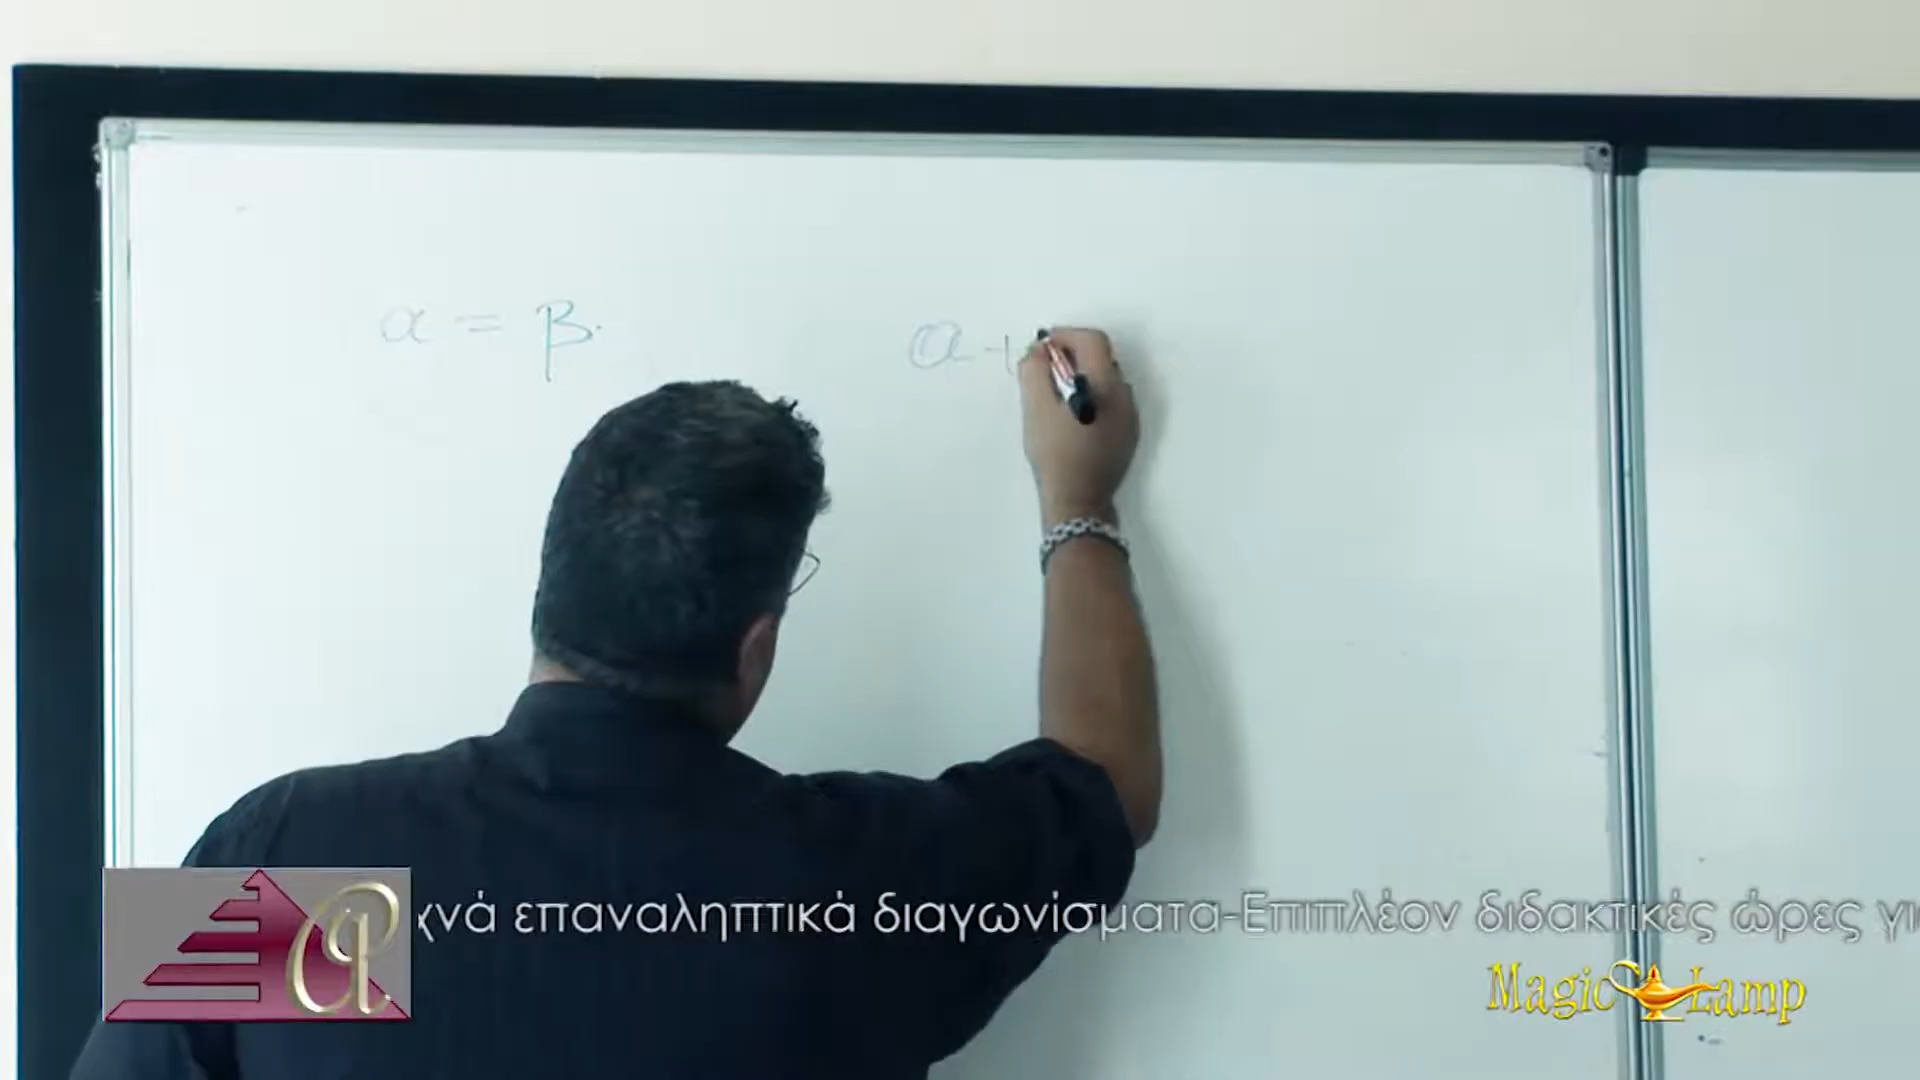 α = β.
α +
χνά επαναληπτικά διαγωνίσματα-Επιπλέον διδακτικές ώρες γι
Magic Lamp